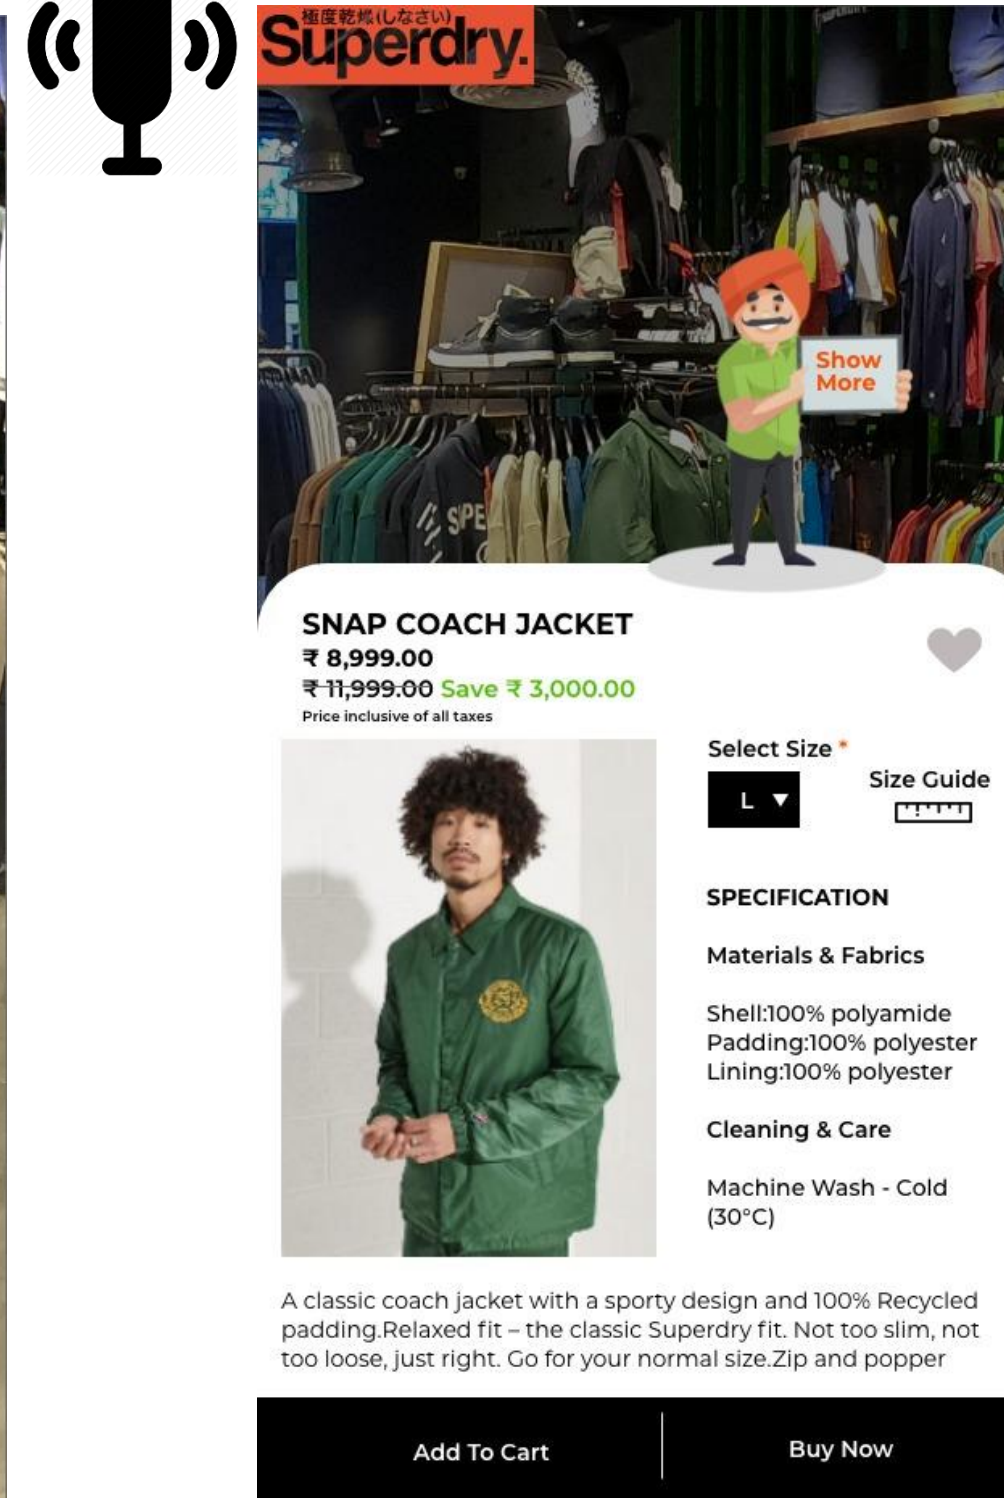 極度乾燥(しなさい)
Superdry.
Show
More
SUPE
SNAP COACH JACKET
₹ 8,999.00
₹ 11,999.00 Save ₹ 3,000.00
Price inclusive of all taxes
Select Size *
L
Size Guide
SPECIFICATION
Materials & Fabrics
Shell:100% polyamide
Padding:100% polyester
Lining:100% polyester
Cleaning & Care
Machine Wash - Cold
(30°C)
A classic coach jacket with a sporty design and 100% Recycled
padding.Relaxed fit – the classic Superdry fit. Not too slim, not
too loose, just right. Go for your normal size.Zip and popper
Add To Cart
Buy Now